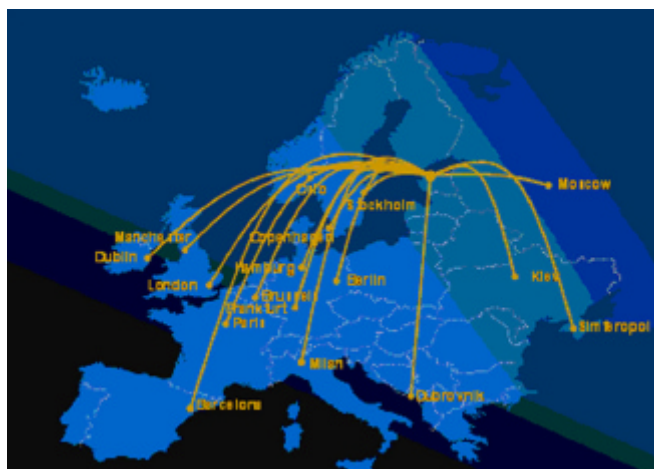 Oslo
Moscow
Stockholm
Manchester
Copenhagen
Dublin
Hamburg
Kiev
London
Berlin
Brussels
Frankfurt
Paris
Simferopol
Milan
Dubrovnik
Barcelona